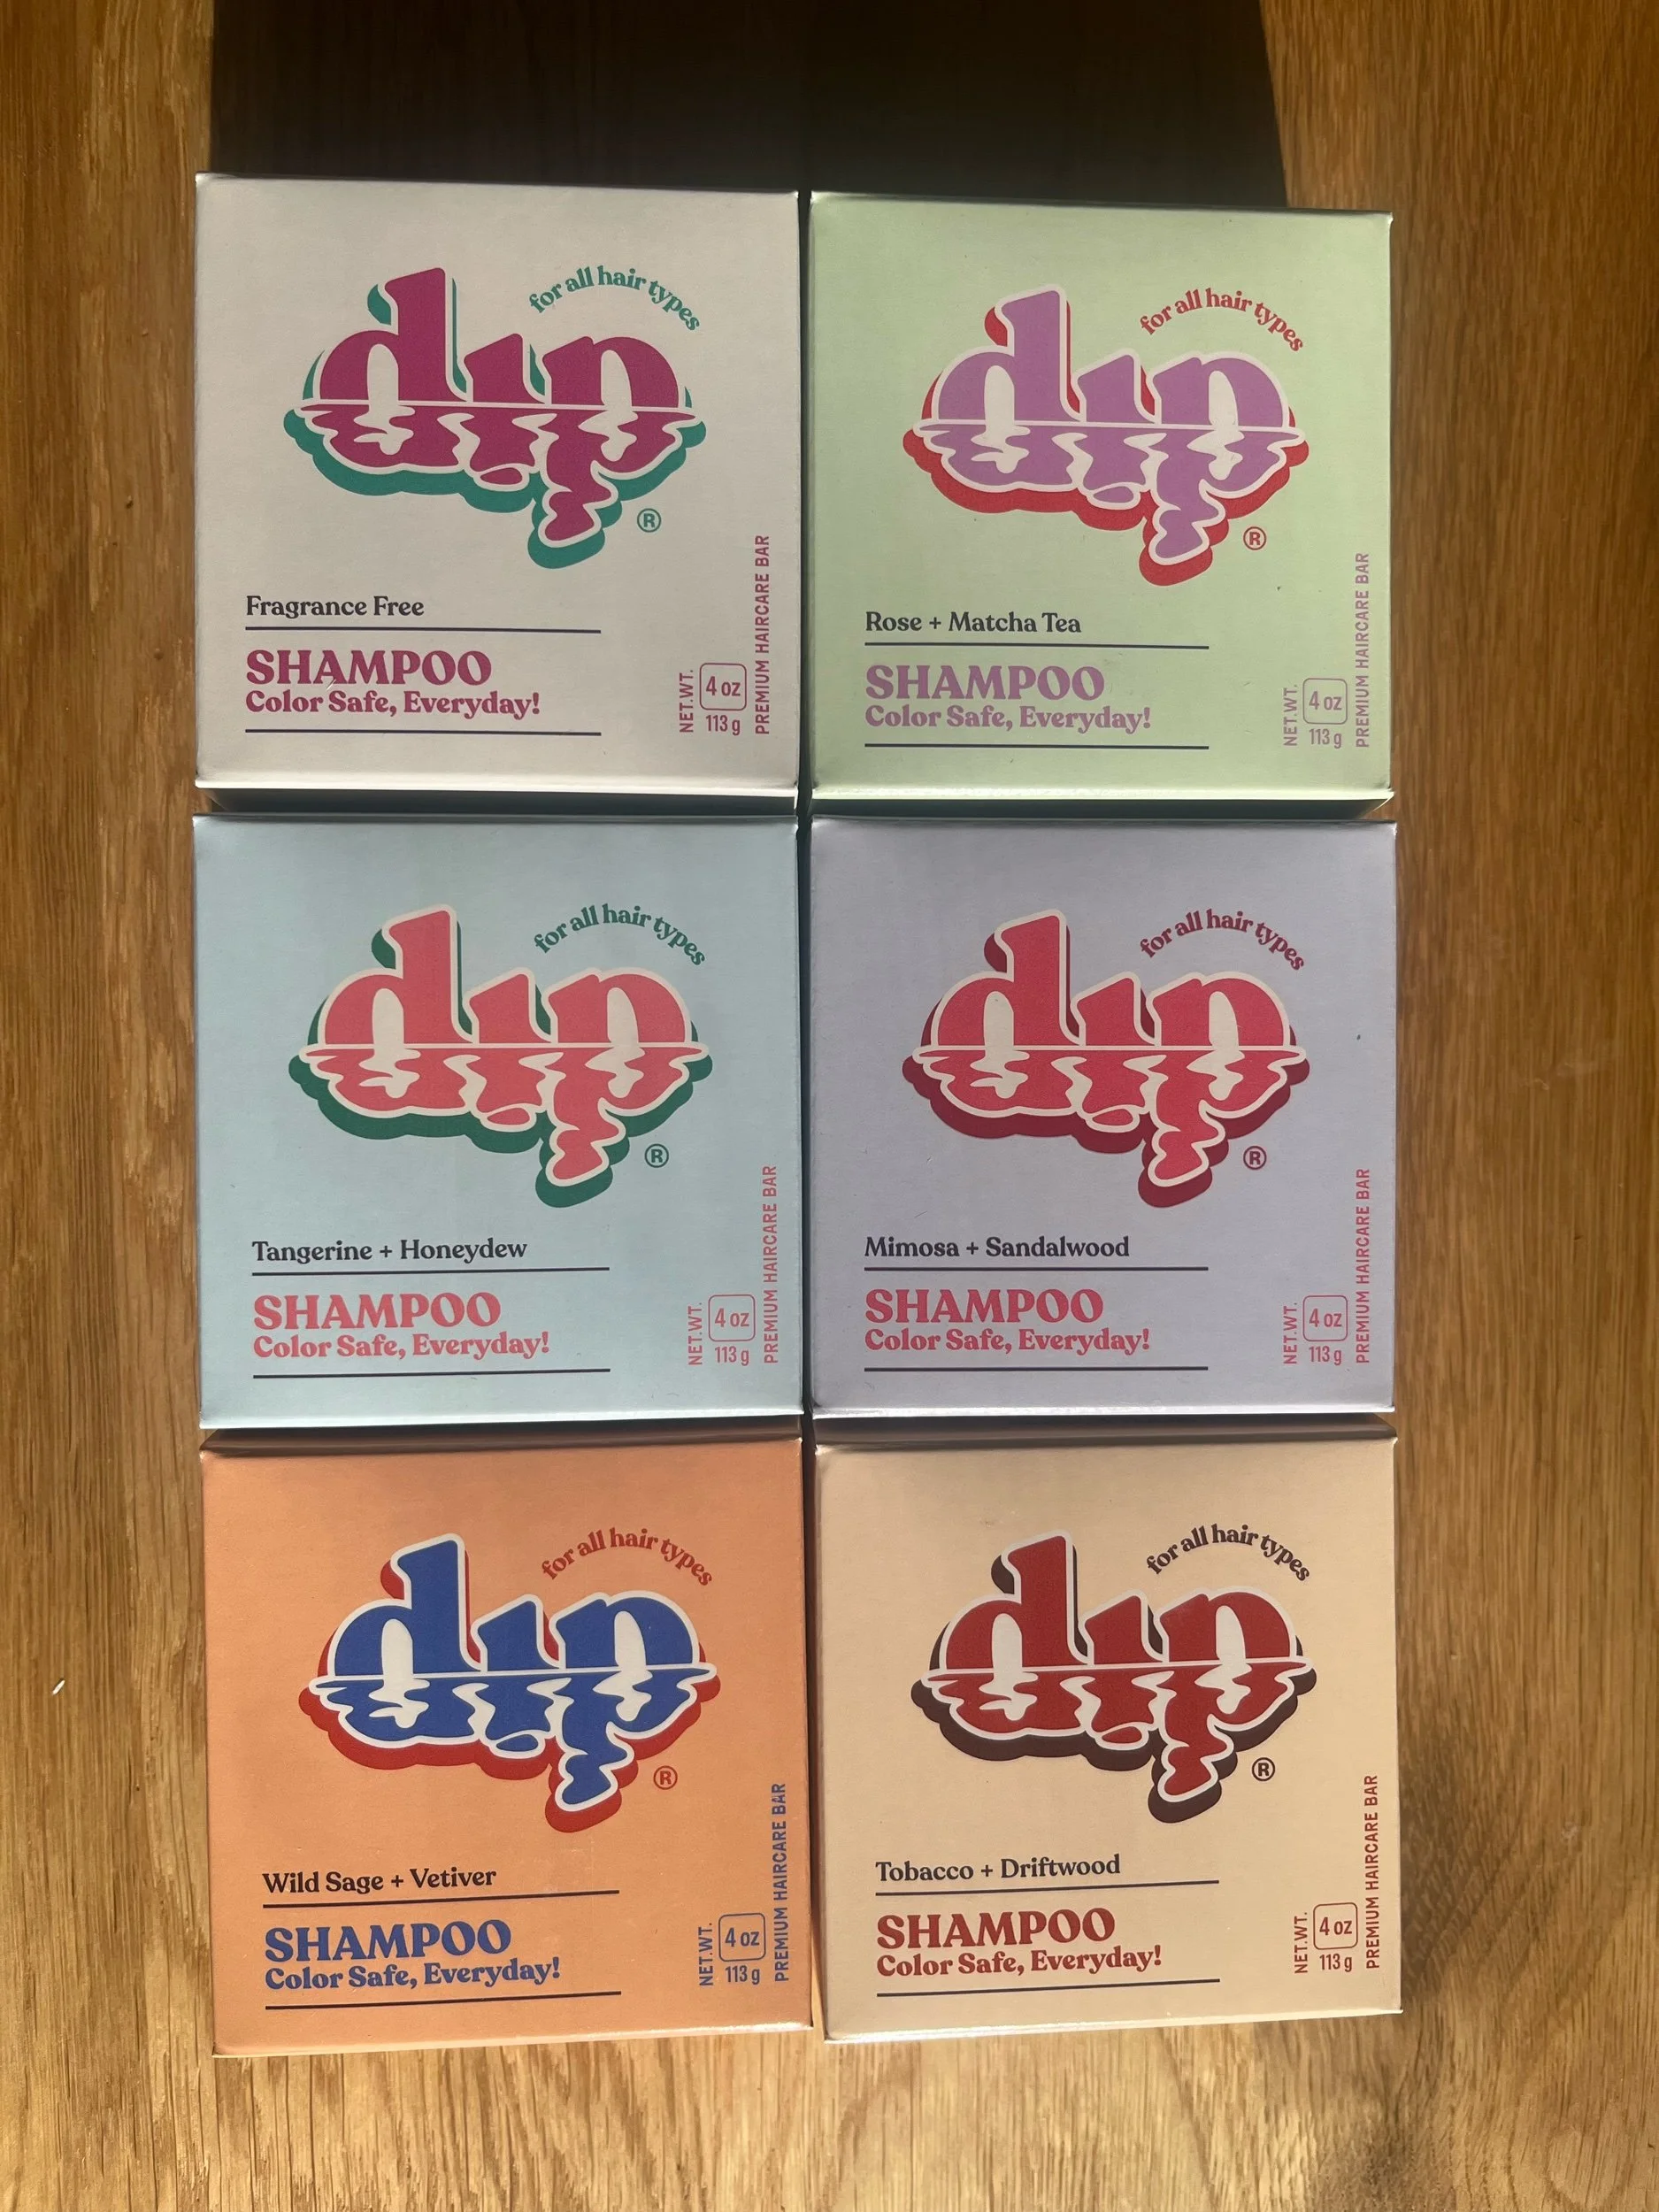 for all hair types
dip
®
Fragrance Free
SHAMPOO
Color Safe, Everyday!
NET.WT.
4 oz
113 g
PREMIUM HAIRCARE BAR
for all hair types
dip
®
Rose + Matcha Tea
SHAMPOO
Color Safe, Everyday!
NET.WT.
4 oz
113 g
PREMIUM HAIRCARE BAR
for all hair types
dip
®
Tangerine + Honeydew
SHAMPOO
Color Safe, Everyday!
NET.WT.
4 oz
113 g
PREMIUM HAIRCARE BAR
for all hair types
dip
®
Mimosa + Sandalwood
SHAMPOO
Color Safe, Everyday!
NET.WT.
4 oz
113 g
PREMIUM HAIRCARE BAR
for all hair types
dip
®
Wild Sage + Vetiver
SHAMPOO
Color Safe, Everyday!
NET.WT.
4 oz
113 g
PREMIUM HAIRCARE BAR
for all hair types
dip
®
Tobacco + Driftwood
SHAMPOO
Color Safe, Everyday!
NET.WT.
4 oz
113 g
PREMIUM HAIRCARE BAR